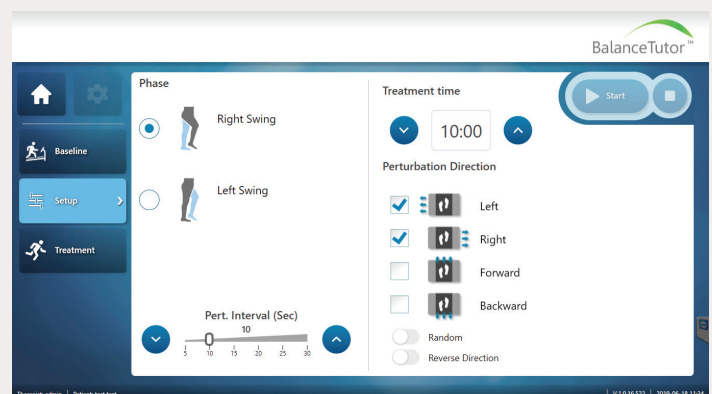 BalanceTutor™
Phase
Right Swing
Left Swing
Pert. Interval (Sec)
10
5 10 15 20 25 30
Treatment time
10:00
Start
Perturbation Direction
Left
Right
Forward
Backward
Random
Reverse Direction
Baseline
Setup
Treatment